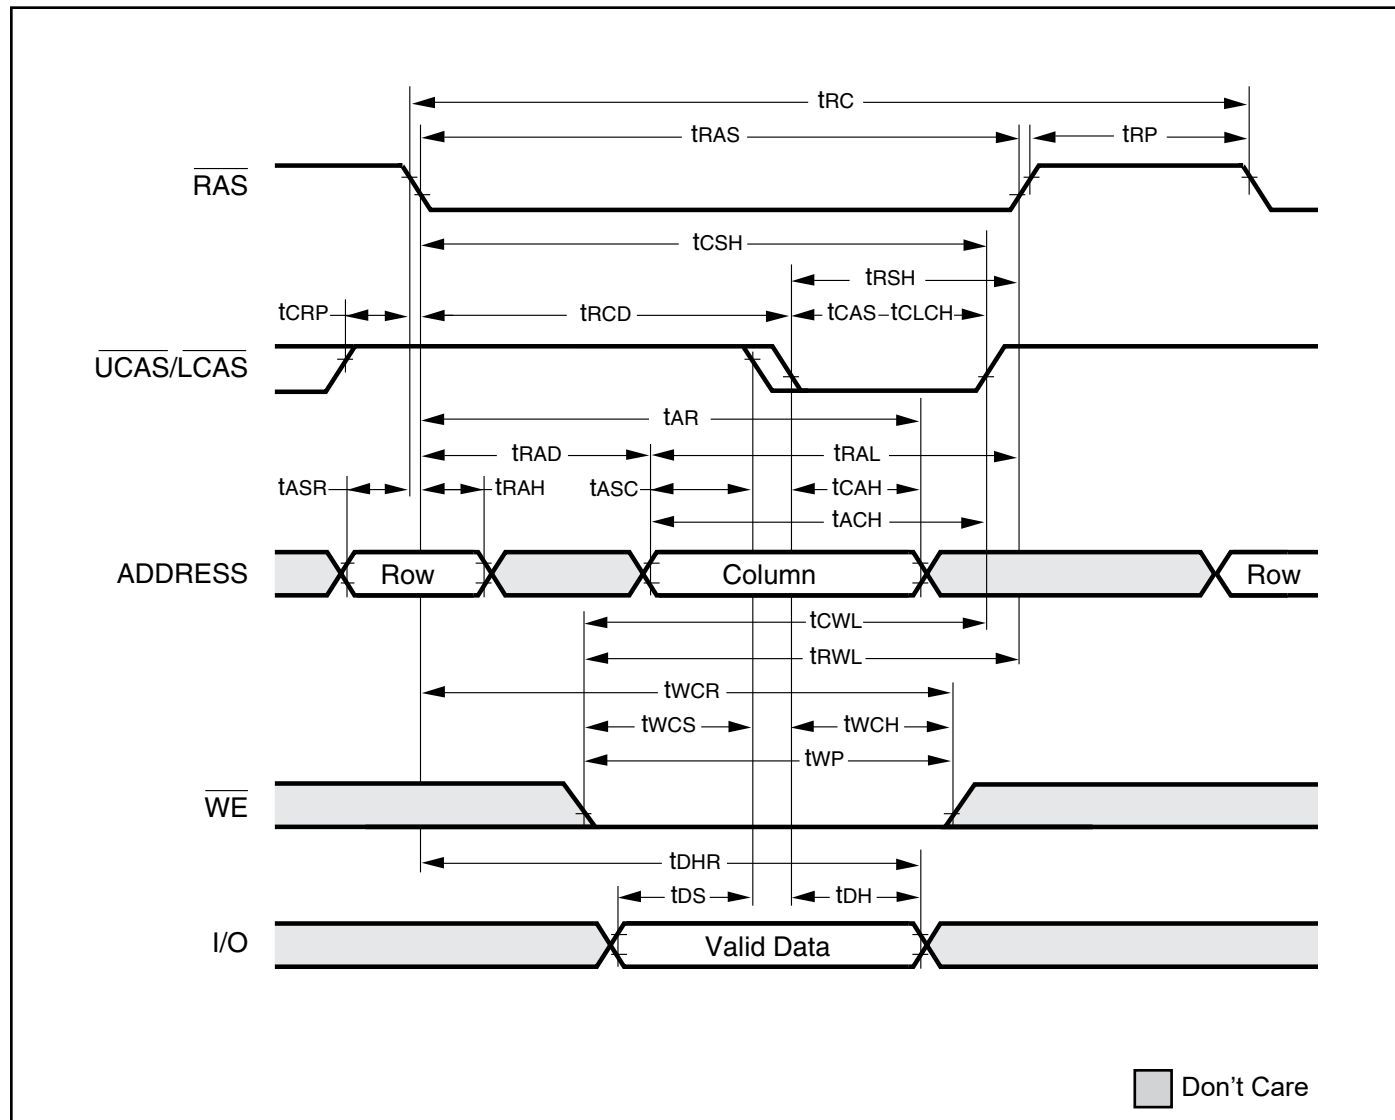 tRC
tRAS
tRP
RAS
tCSH
tRSH
tCRP
tRCD
tCAS
tCLCH
UCAS/LCAS
tAR
tRAD
tRAL
tASR
tRAH
tASC
tCAH
tACH
ADDRESS
Row
Column
Row
tCWL
tRWL
tWCR
tWCS
tWCH
tWP
WE
tDHR
tDS
tDH
I/O
Valid Data
Don't Care